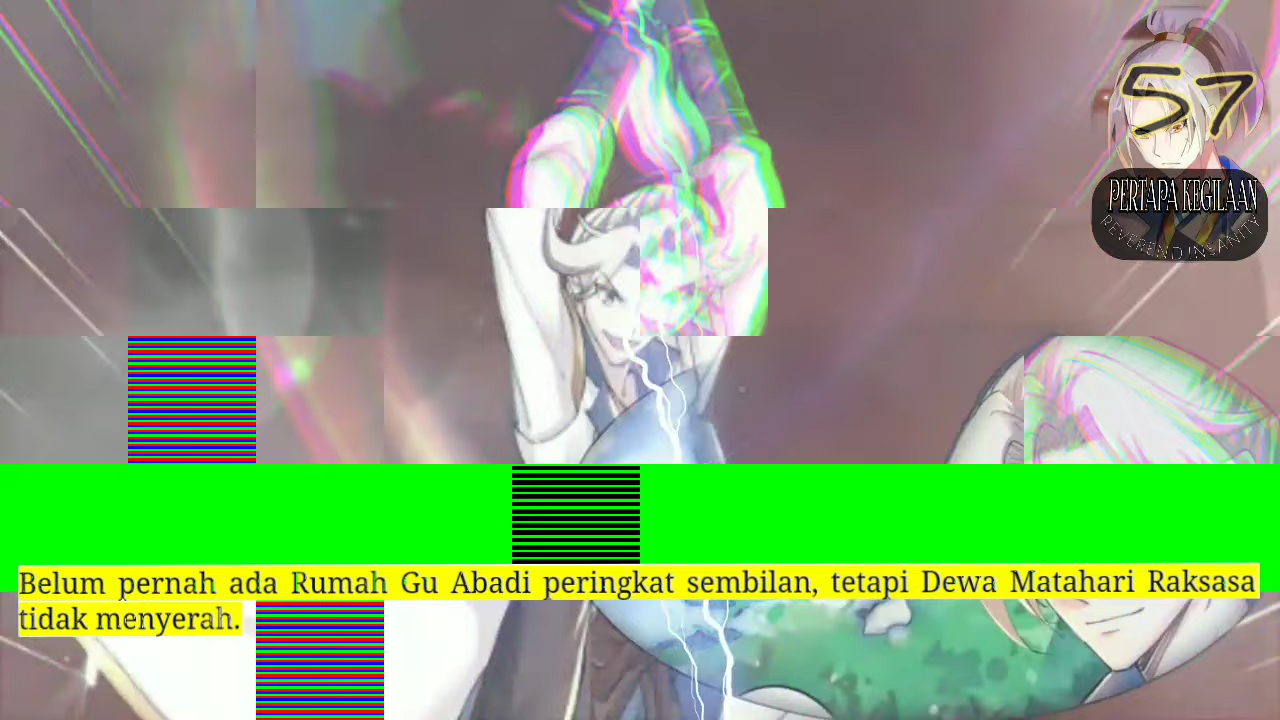 57
PERTAPA KEGILAAN
REVEREND INSANITY
Belum pernah ada Rumah Gu Abadi peringkat sembilan, tetapi Dewa Matahari Raksasa
tidak menyerah.